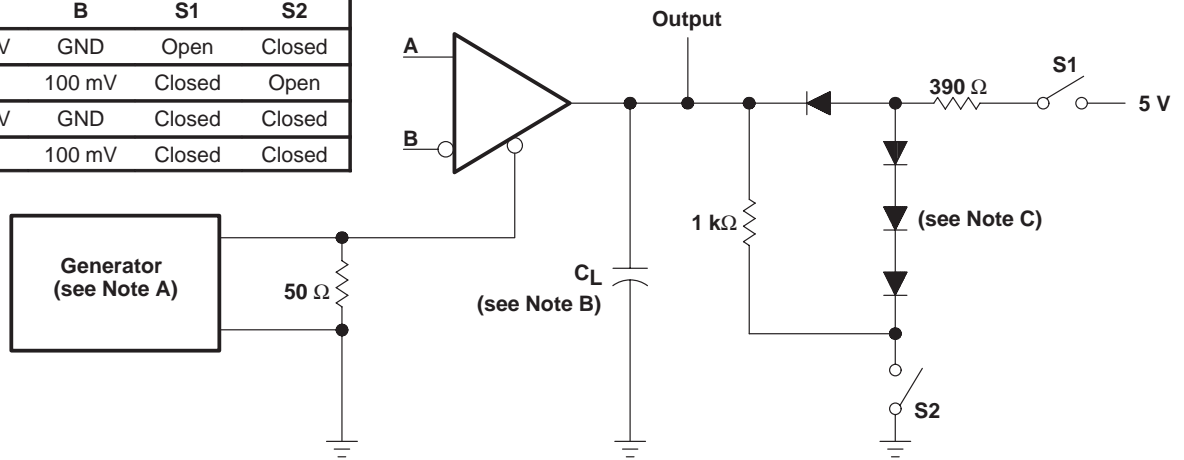 B S1 S2
V GND Open Closed
100 mV Closed Open
V GND Closed Closed
100 mV Closed Closed
Output
A
B
390 Ω
S1
5 V
1 kΩ
(see Note C)
Generator
(see Note A)
50 Ω
CL
(see Note B)
S2